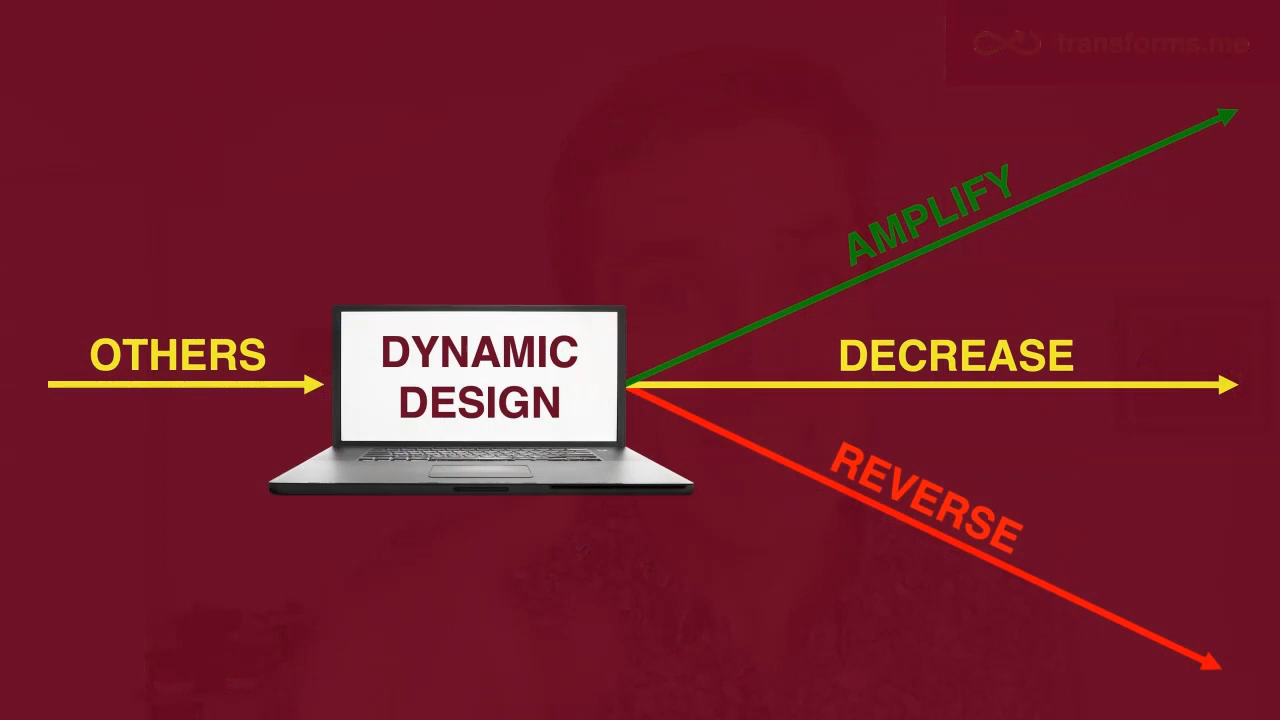 transforms.me
AMPLIFY
OTHERS
DYNAMIC
DESIGN
DECREASE
REVERSE